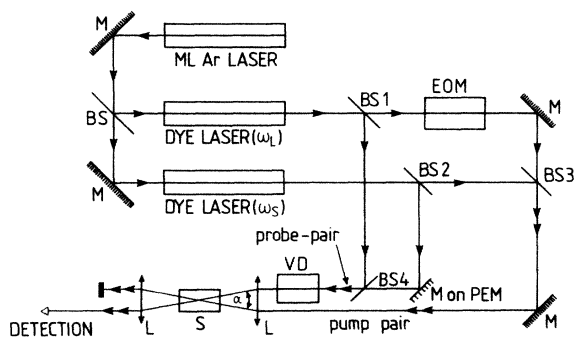 M
ML Ar LASER
BS
DYE LASER(ωL)
BS1
EOM
M
M
DYE LASER(ωS)
BS2
BS3
probe-pair
VD
BS4
M on PEM
α
L
S
L
pump pair
M
DETECTION